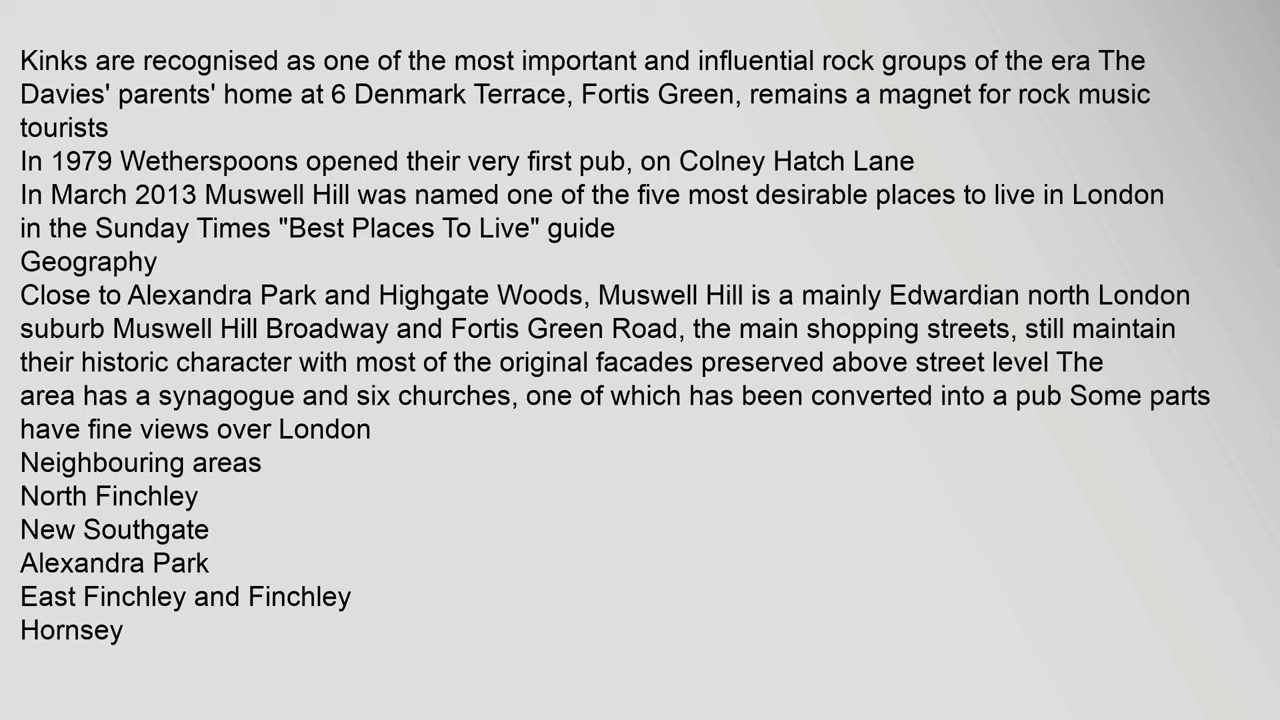 Kinks are recognised as one of the most important and influential rock groups of the era The
Davies' parents' home at 6 Denmark Terrace, Fortis Green, remains a magnet for rock music
tourists
In 1979 Wetherspoons opened their very first pub, on Colney Hatch Lane
In March 2013 Muswell Hill was named one of the five most desirable places to live in London
in the Sunday Times "Best Places To Live" guide
Geography
Close to Alexandra Park and Highgate Woods, Muswell Hill is a mainly Edwardian north London
suburb Muswell Hill Broadway and Fortis Green Road, the main shopping streets, still maintain
their historic character with most of the original facades preserved above street level The
area has a synagogue and six churches, one of which has been converted into a pub Some parts
have fine views over London
Neighbouring areas
North Finchley
New Southgate
Alexandra Park
East Finchley and Finchley
Hornsey